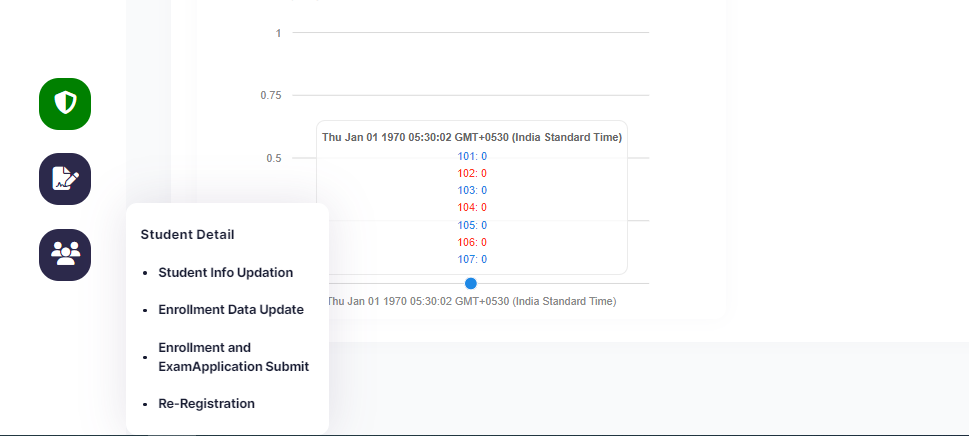 1
0.75
Thu Jan 01 1970 05:30:02 GMT+0530 (India Standard Time)
101: 0
0.5
102: 0
103: 0
104: 0
105: 0
106: 0
107: 0
Thu Jan 01 1970 05:30:02 GMT+0530 (India Standard Time)
Student Detail
• Student Info Updation
• Enrollment Data Update
• Enrollment and
ExamApplication Submit
• Re-Registration